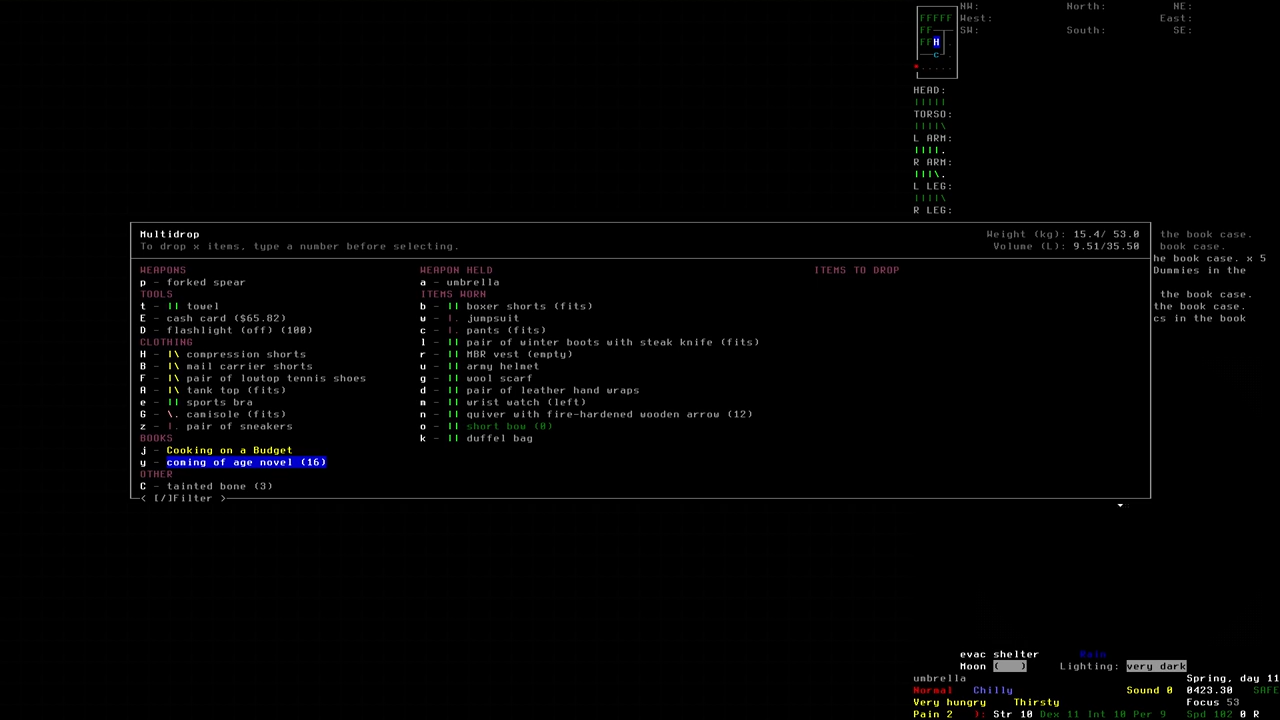 NW: North: NE:
FFFFF West: East:
FF SW: South: SE:
FFH
c
*.....
HEAD:
|||||
TORSO:
||||\
L ARM:
||||.
R ARM:
|||\.
L LEG:
||||\
R LEG:
Multidrop Weight (kg): 15.4/ 53.0
To drop x items, type a number before selecting. Volume (L): 9.51/35.50
the book case.
book case.
he book case. x 5
Dummies in the
the book case.
the book case.
cs in the book
WEAPONS
p - forked spear
TOOLS
t - || towel
E - cash card ($65.82)
D - flashlight (off) (100)
CLOTHING
H - |\ compression shorts
B - |\ mail carrier shorts
F - |\ pair of lowtop tennis shoes
A - |\ tank top (fits)
e - || sports bra
G - \. camisole (fits)
z - |. pair of sneakers
BOOKS
j - Cooking on a Budget
y - coming of age novel (16)
OTHER
C - tainted bone (3)
< [/]Filter >
WEAPON HELD
a - umbrella
ITEMS WORN
b - || boxer shorts (fits)
w - |. jumpsuit
c - |. pants (fits)
l - || pair of winter boots with steak knife (fits)
r - || MBR vest (empty)
u - || army helmet
g - || wool scarf
d - || pair of leather hand wraps
m - || wrist watch (left)
n - || quiver with fire-hardened wooden arrow (12)
o - || short bow (0)
k - || duffel bag
ITEMS TO DROP
evac shelter Rain
Moon ( ) Lighting: very dark
umbrella Spring, day 11
Normal Chilly Sound 0 0423.30 SAFE
Very hungry Thirsty Focus 53
Pain 2 ): Str 10 Dex 11 Int 10 Per 9 Spd 102 0 R